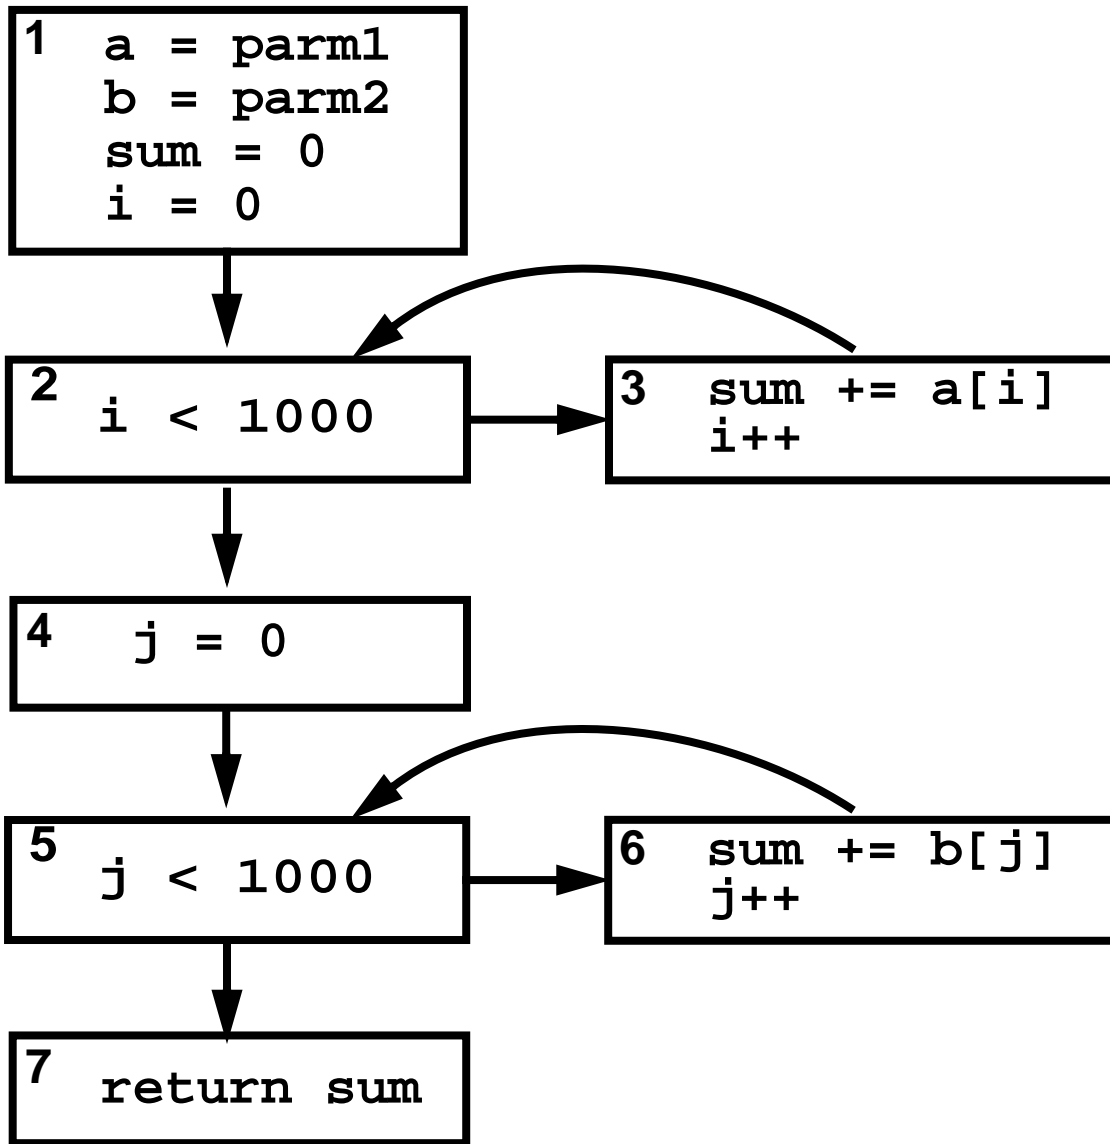 1 a = parm1
b = parm2
sum = 0
i = 0
2 i < 1000
3 sum += a[i]
i++
4 j = 0
5 j < 1000
6 sum += b[j]
j++
7 return sum